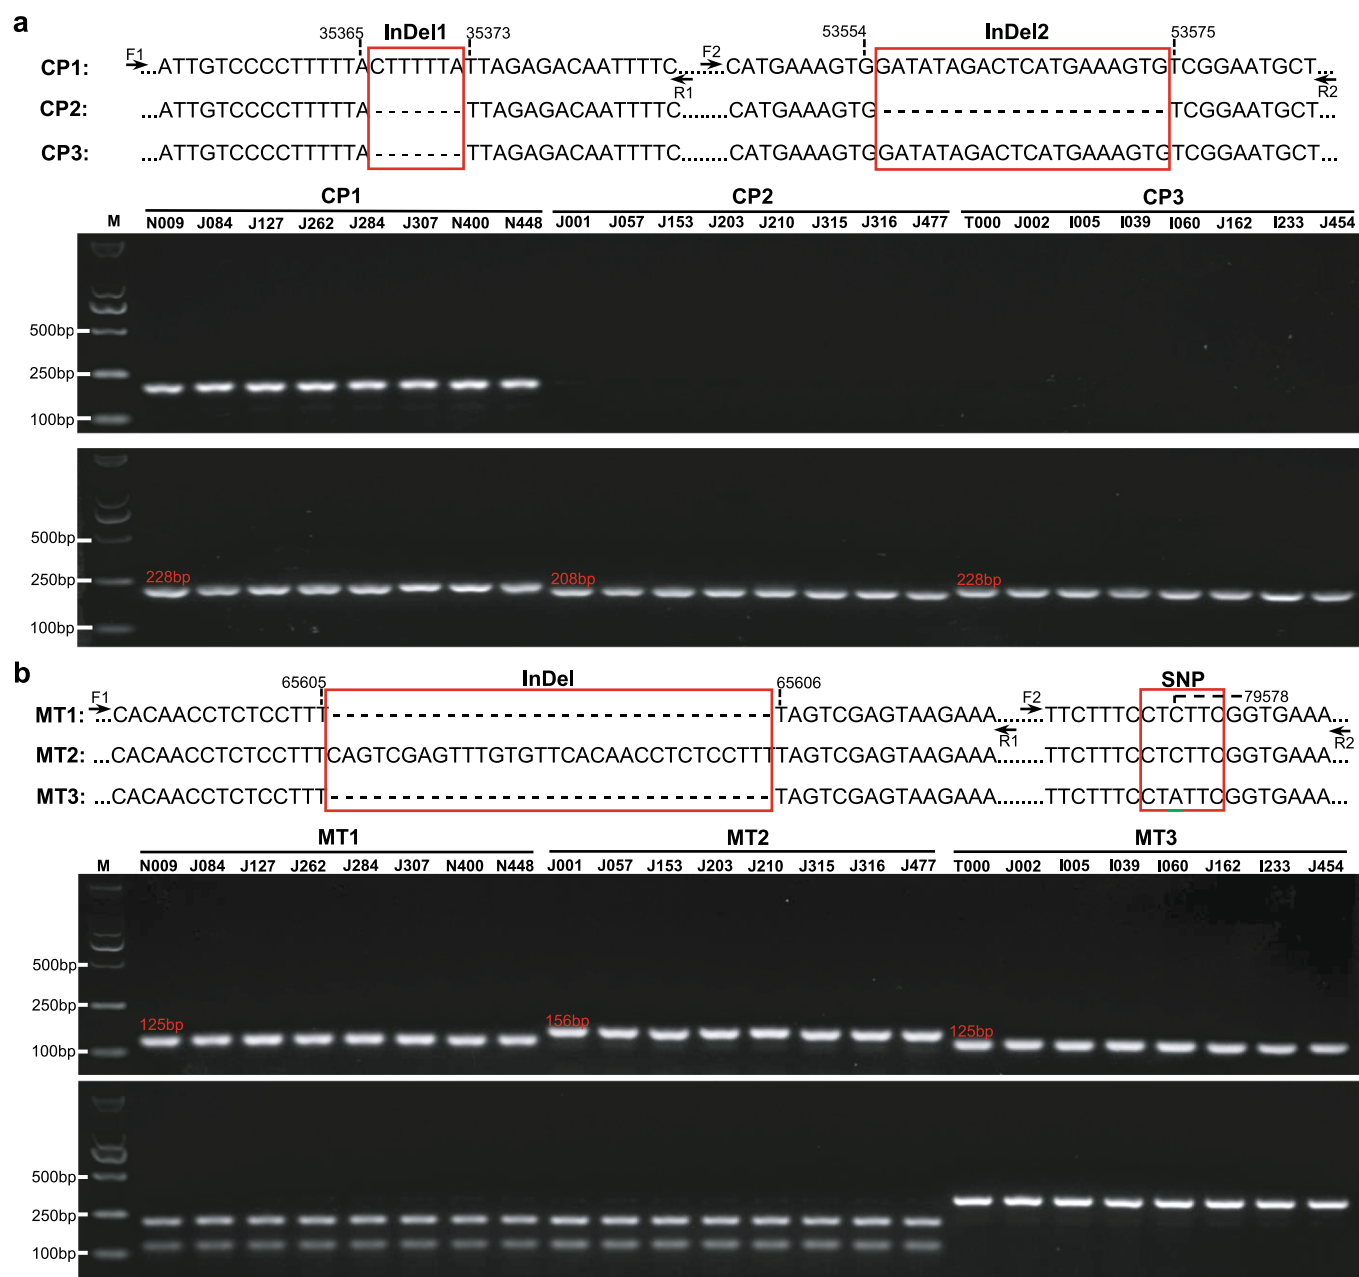 a
35365 InDel1 35373 53554 InDel2 53575
F1 F2
CP1: ...ATTGTCCCCTTTTTACTTTTTATTAGAGACAATTTTC........CATGAAAGTGGATATAGACTCATGAAAGTGTCGGAATGCT...
R1 R2
CP2: ...ATTGTCCCCTTTTTA-------TTAGAGACAATTTTC........CATGAAAGTG--------------------TCGGAATGCT...
CP3: ...ATTGTCCCCTTTTTA-------TTAGAGACAATTTTC........CATGAAAGTGGATATAGACTCATGAAAGTGTCGGAATGCT...
CP1 CP2 CP3
M N009 J084 J127 J262 J284 J307 N400 N448 J001 J057 J153 J203 J210 J315 J316 J477 T000 J002 I005 I039 I060 J162 I233 J454
500bp
250bp
100bp
500bp
250bp 228bp 208bp 228bp
100bp
b
65605 InDel 65606 SNP
F1 F2 79578
MT1: ...CACAACCTCTCCTTT-------------------------------TAGTCGAGTAAGAAA........TTCTTTCCTCTTCGGTGAAA...
R1 R2
MT2: ...CACAACCTCTCCTTTCAGTCGAGTTTGTGTTCACAACCTCTCCTTTTAGTCGAGTAAGAAA........TTCTTTCCTCTTCGGTGAAA...
MT3: ...CACAACCTCTCCTTT-------------------------------TAGTCGAGTAAGAAA........TTCTTTCCTATTCGGTGAAA...
MT1 MT2 MT3
M N009 J084 J127 J262 J284 J307 N400 N448 J001 J057 J153 J203 J210 J315 J316 J477 T000 J002 I005 I039 I060 J162 I233 J454
500bp
250bp
125bp 156bp 125bp
100bp
500bp
250bp
100bp